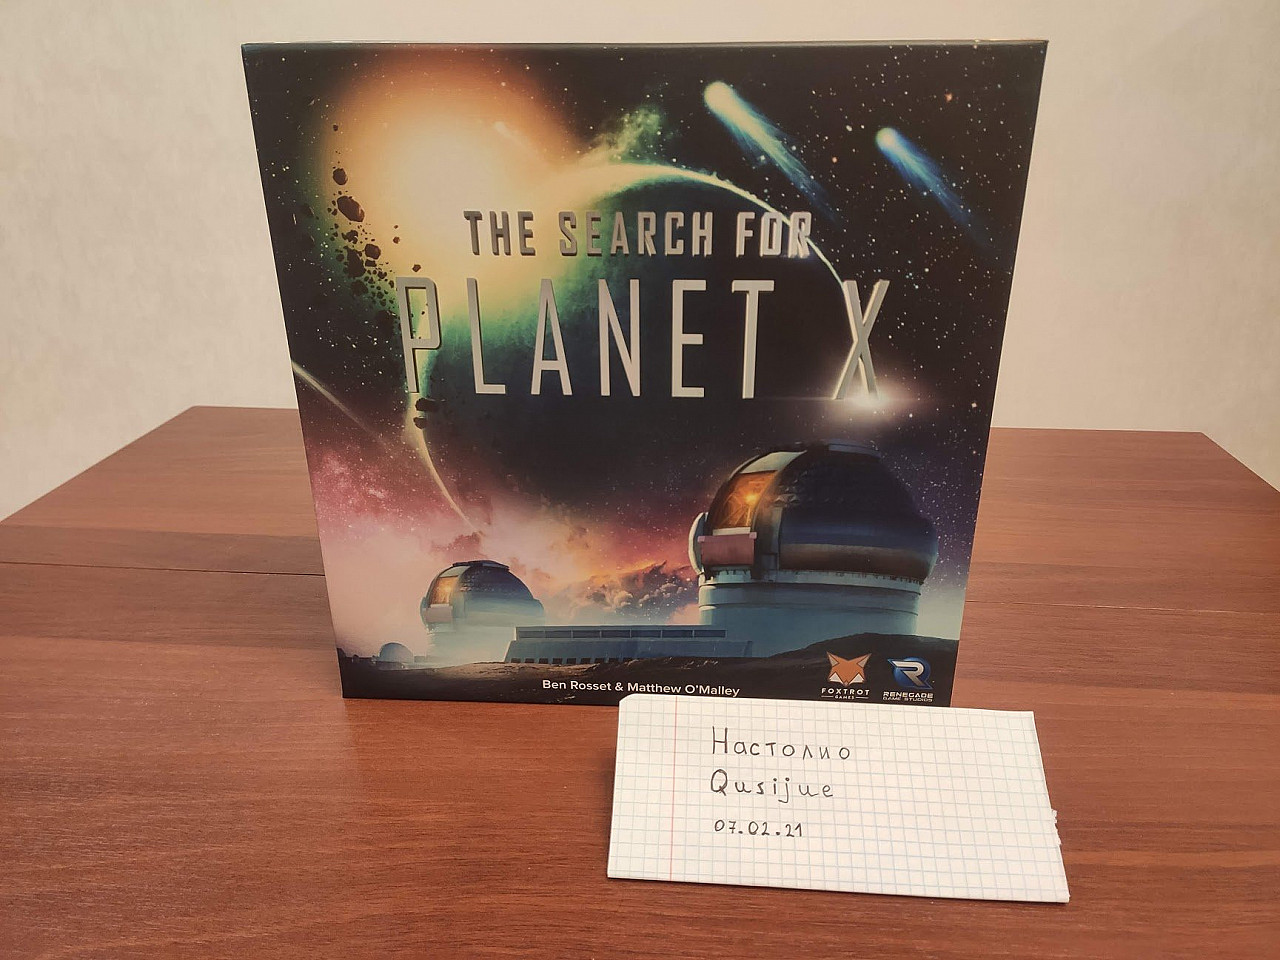 THE SEARCH FOR
PLANET X
Ben Rosset & Matthew O'Malley
FOXTROT
GAMES
RENEGADE
GAME STUDIOS
Настолио
Qusijue
07.02.21